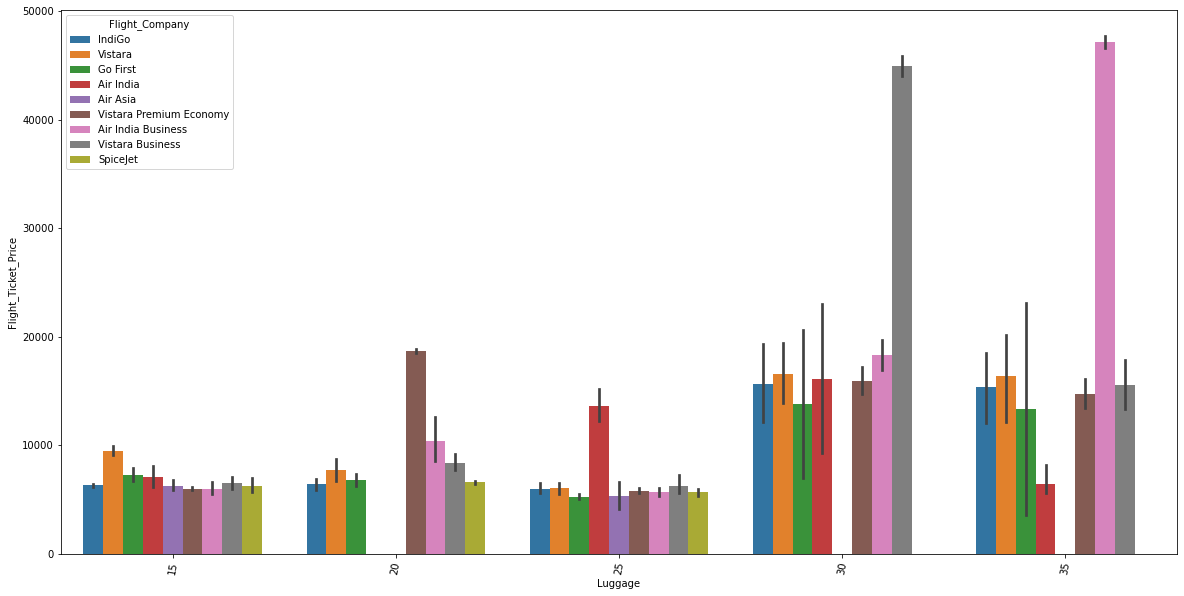 Flight_Company
IndiGo
Vistara
Go First
Air India
Air Asia
Vistara Premium Economy
Air India Business
Vistara Business
SpiceJet
50000
40000
30000
20000
10000
0
Flight_Ticket_Price
15
20
25
30
35
Luggage